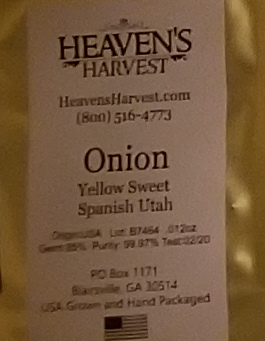 HEAVEN'S
HARVEST
HeavensHarvest.com
(800) 516-4773
Onion
Yellow Sweet
Spanish Utah
Origin:USA Lot: B7464 .012oz
Germ:85% Purity: 99.97% Test:02/20
PO Box 1171
Blairsville, GA 30514
USA Grown and Hand Packaged